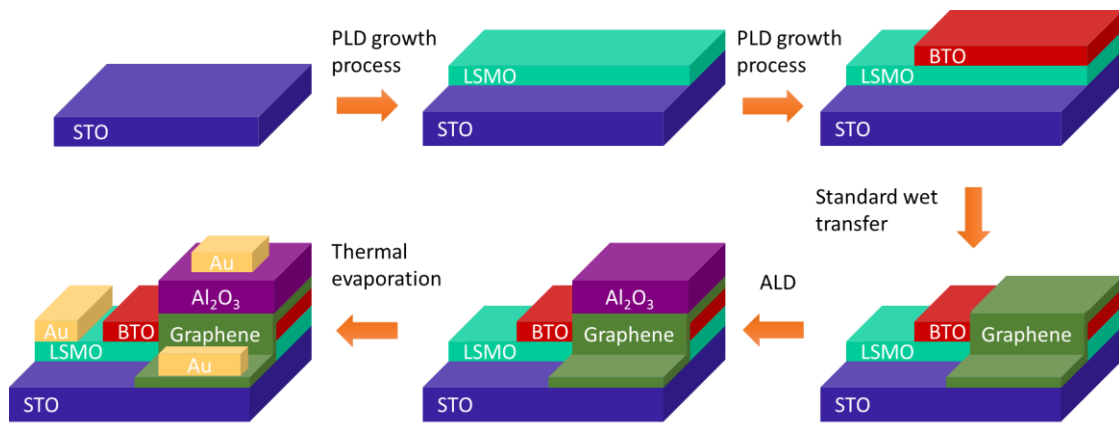 STO
PLD growth
process
LSMO
STO
PLD growth
process
BTO
LSMO
STO
Standard wet
transfer
BTO
Graphene
LSMO
STO
ALD
Al₂O₃
BTO
Graphene
LSMO
STO
Thermal
evaporation
Au
Al₂O₃
Au
BTO
Graphene
LSMO
Au
STO